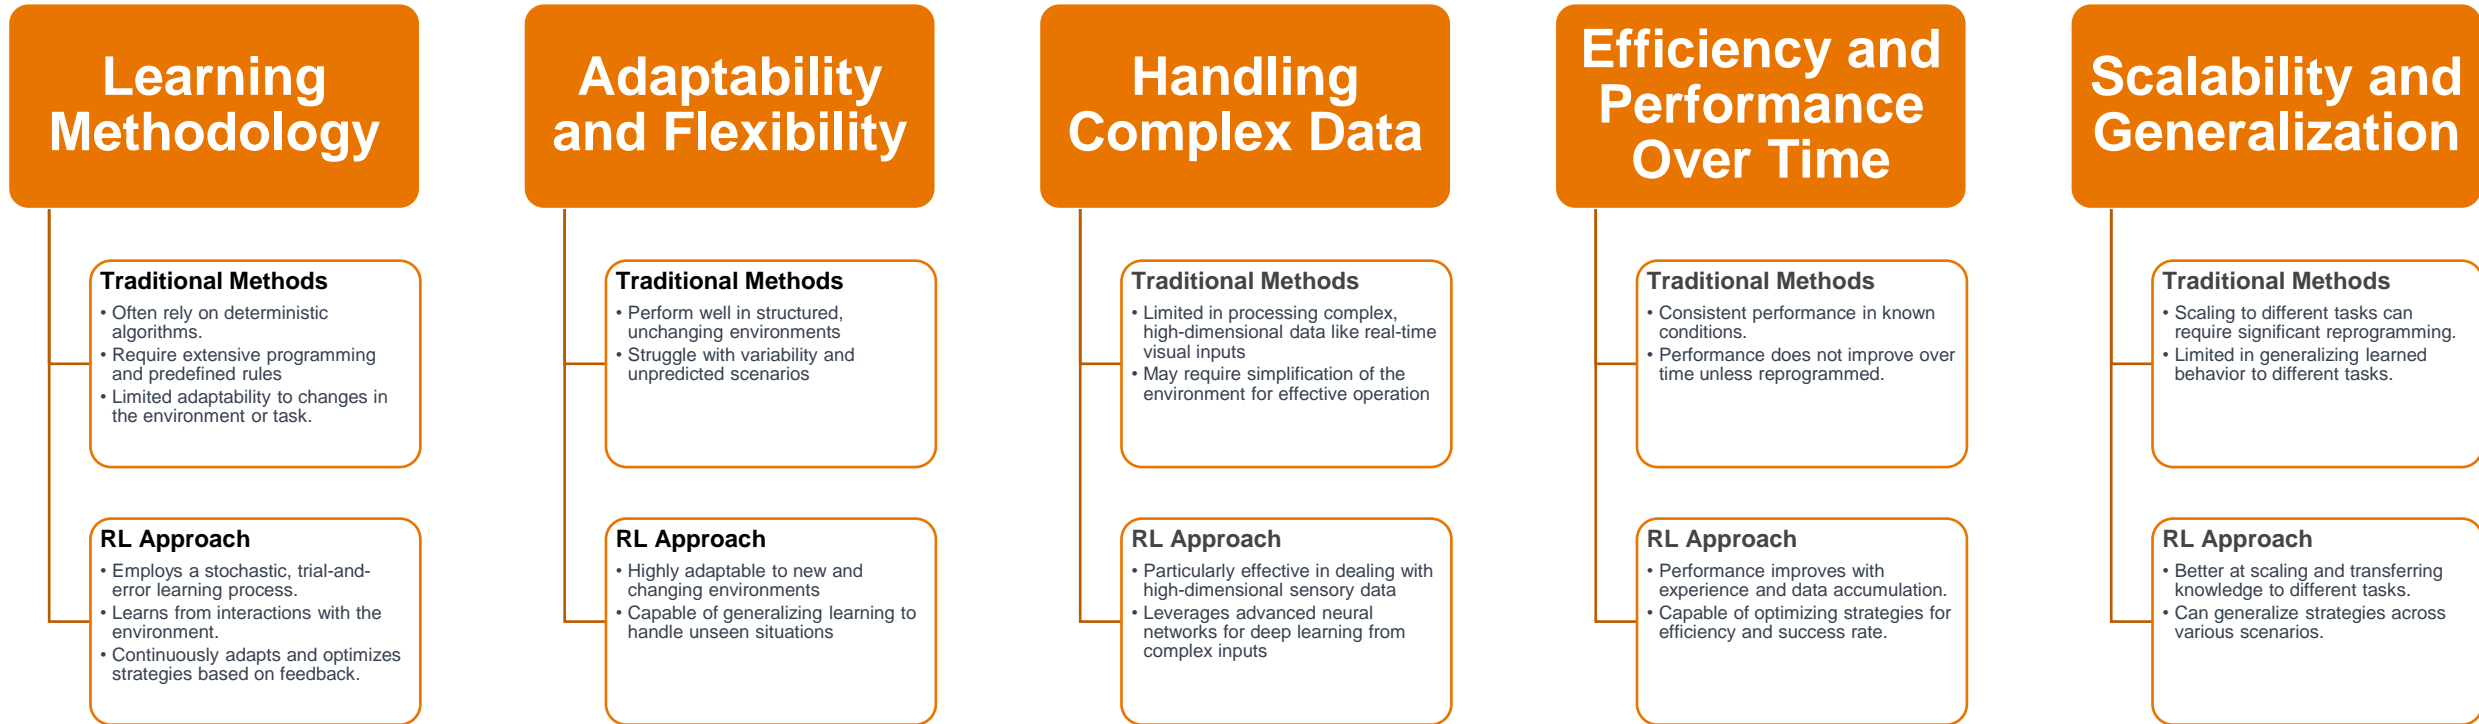 Learning
Methodology
Traditional Methods
• Often rely on deterministic
algorithms.
• Require extensive programming
and predefined rules
• Limited adaptability to changes in
the environment or task.
RL Approach
• Employs a stochastic, trial-and-
error learning process.
• Learns from interactions with the
environment.
• Continuously adapts and optimizes
strategies based on feedback.
Adaptability
and Flexibility
Traditional Methods
• Perform well in structured,
unchanging environments
• Struggle with variability and
unpredicted scenarios
RL Approach
• Highly adaptable to new and
changing environments
• Capable of generalizing learning to
handle unseen situations
Handling
Complex Data
Traditional Methods
• Limited in processing complex,
high-dimensional data like real-time
visual inputs
• May require simplification of the
environment for effective operation
RL Approach
• Particularly effective in dealing with
high-dimensional sensory data
• Leverages advanced neural
networks for deep learning from
complex inputs
Efficiency and
Performance
Over Time
Traditional Methods
• Consistent performance in known
conditions.
• Performance does not improve over
time unless reprogrammed.
RL Approach
• Performance improves with
experience and data accumulation.
• Capable of optimizing strategies for
efficiency and success rate.
Scalability and
Generalization
Traditional Methods
• Scaling to different tasks can
require significant reprogramming.
• Limited in generalizing learned
behavior to different tasks.
RL Approach
• Better at scaling and transferring
knowledge to different tasks.
• Can generalize strategies across
various scenarios.